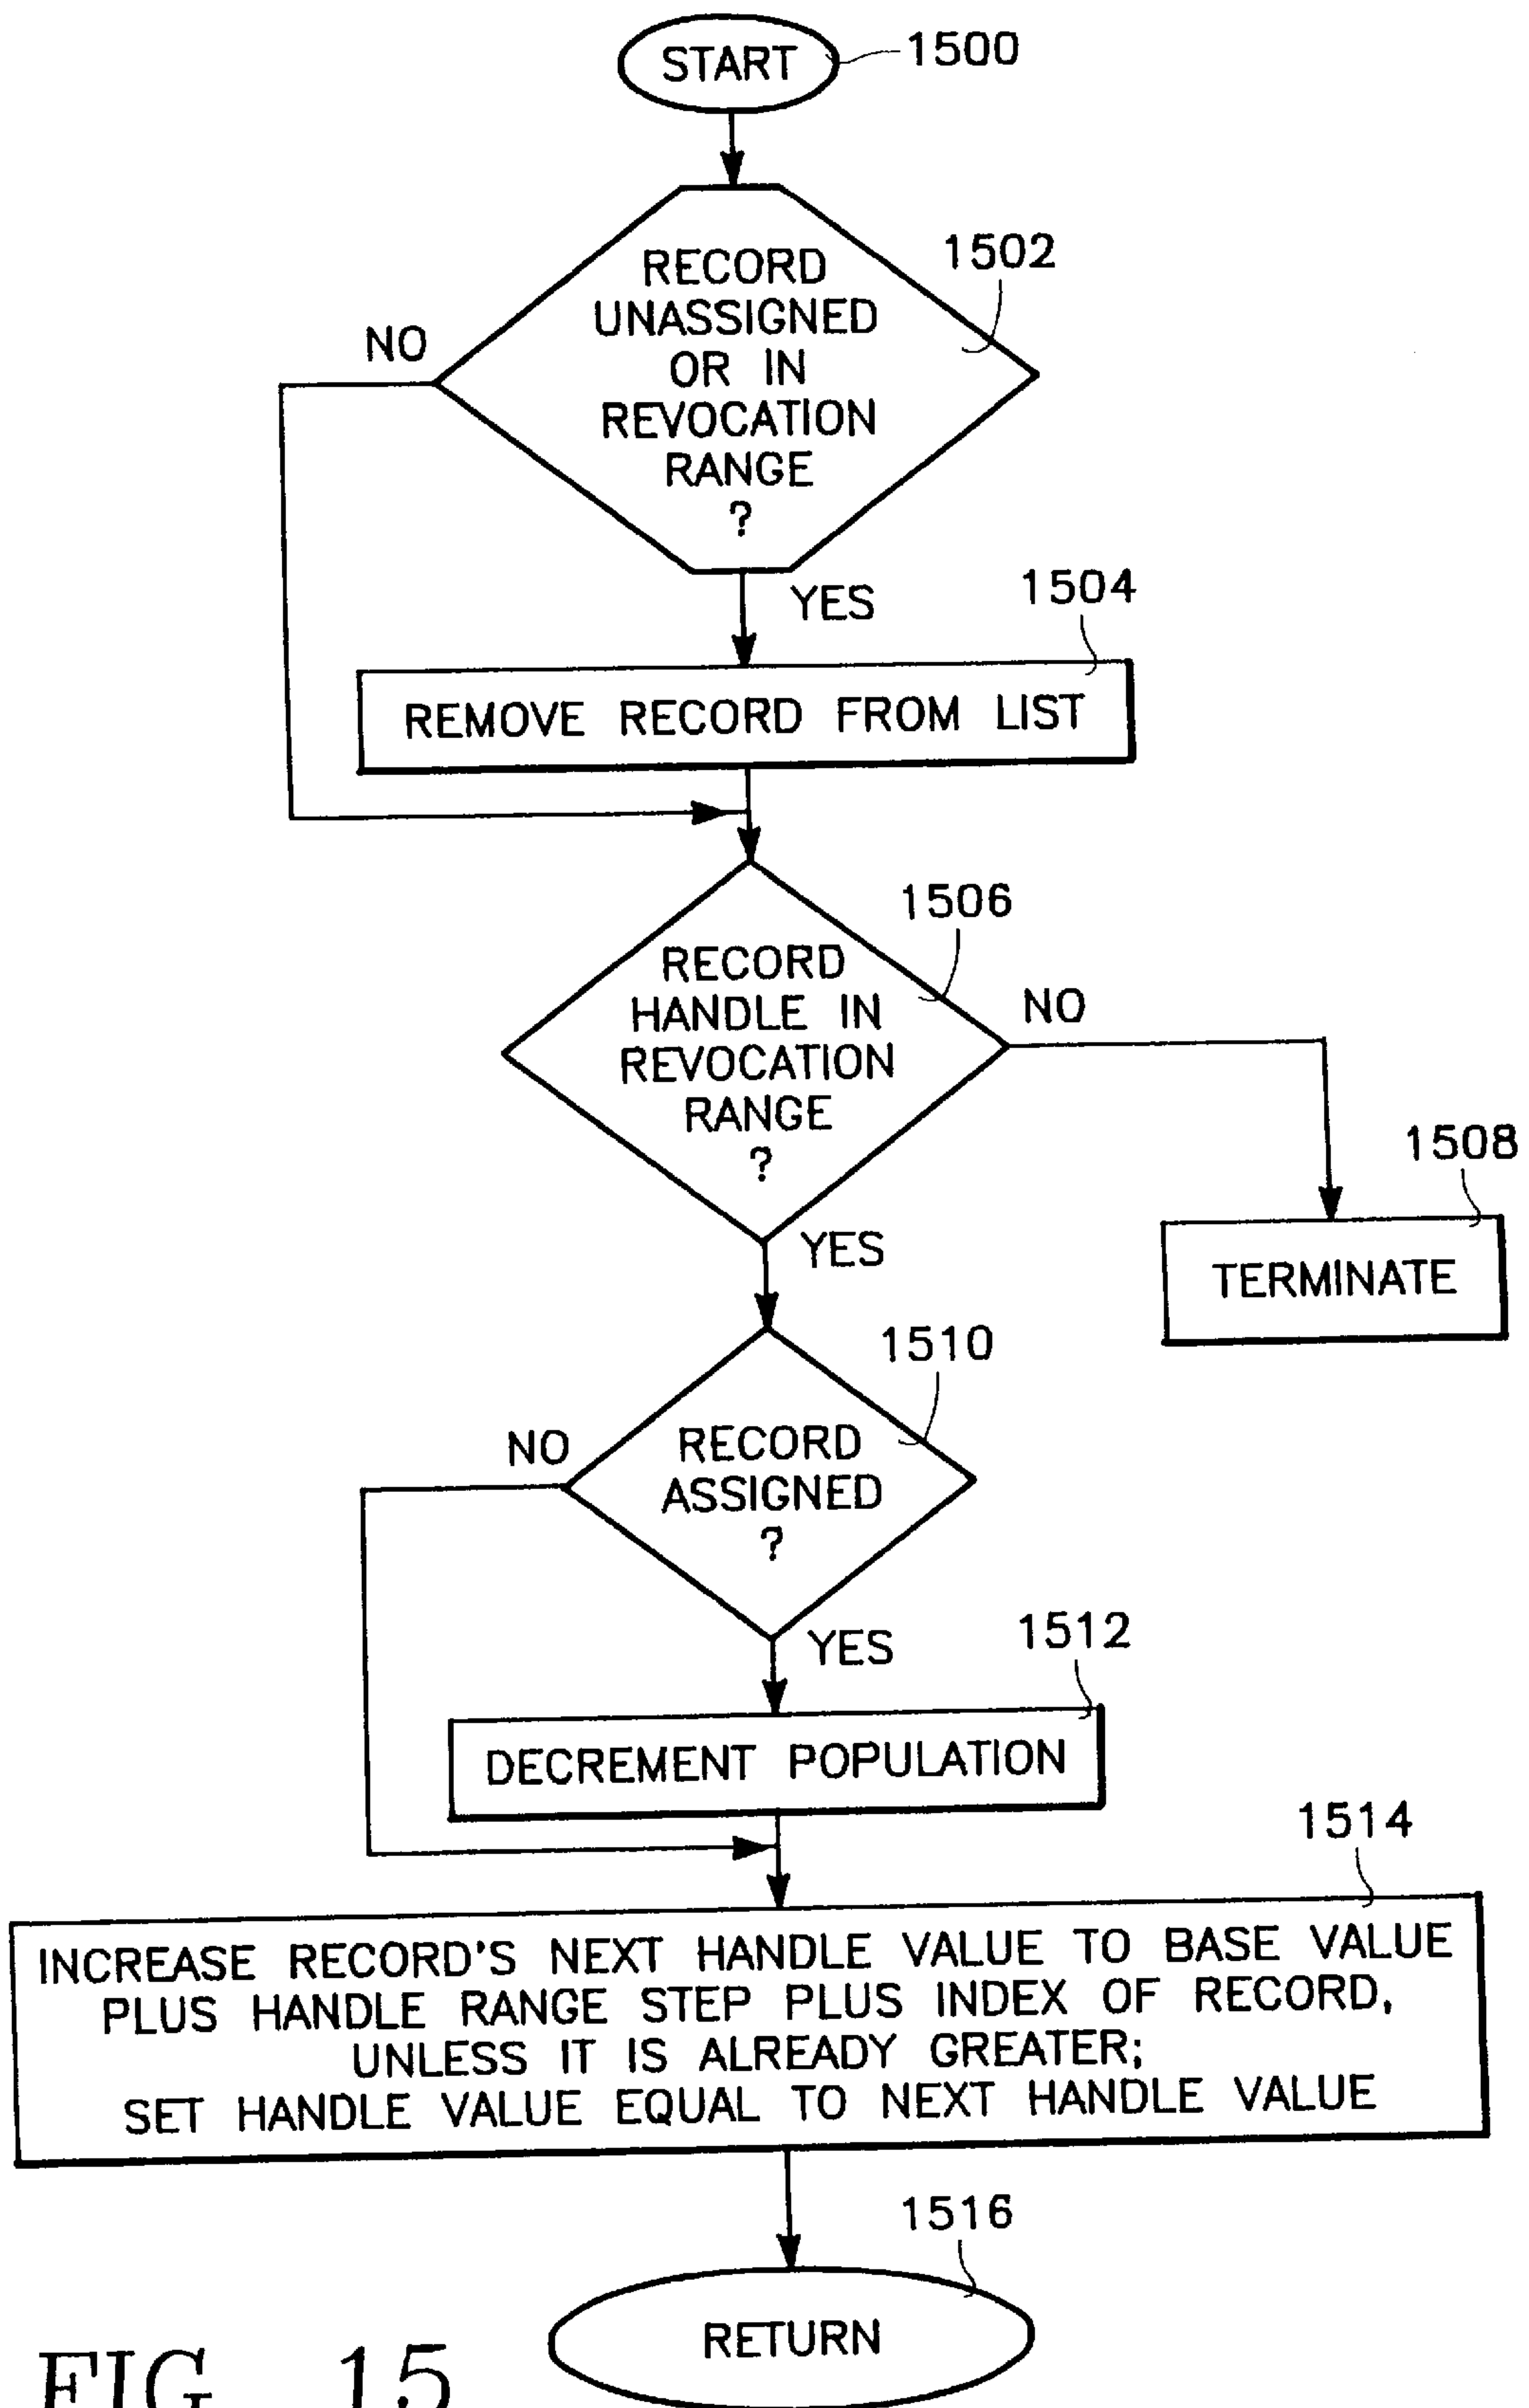 START
1500
RECORD
UNASSIGNED
OR IN
REVOCATION
RANGE
?
1502
NO
YES
1504
REMOVE RECORD FROM LIST
1506
RECORD
HANDLE IN
REVOCATION
RANGE
?
NO
1508
TERMINATE
YES
1510
RECORD
ASSIGNED
?
NO
YES
1512
DECREMENT POPULATION
1514
INCREASE RECORD'S NEXT HANDLE VALUE TO BASE VALUE
PLUS HANDLE RANGE STEP PLUS INDEX OF RECORD,
UNLESS IT IS ALREADY GREATER;
SET HANDLE VALUE EQUAL TO NEXT HANDLE VALUE
1516
RETURN
FIG. 15